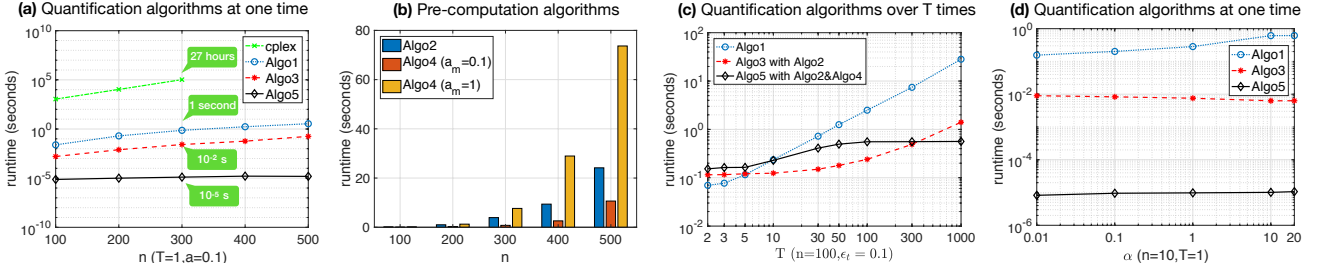 (a) Quantification algorithms at one time
runtime (seconds)
10^10
10^5
10^0
10^-5
10^-10
27 hours
1 second
10^-2 s
10^-5 s
cplex
Algo1
Algo3
Algo5
100 200 300 400 500
n (T=1,a=0.1)
(b) Pre-computation algorithms
runtime (seconds)
80
60
40
20
0
Algo2
Algo4 (a_m=0.1)
Algo4 (a_m=1)
100 200 300 400 500
n
(c) Quantification algorithms over T times
runtime (seconds)
10^2
10^1
10^0
10^-1
10^-2
Algo1
Algo3 with Algo2
Algo5 with Algo2&Algo4
2 3 5 10 30 50 100 300 1000
T (n=100,ϵ_t = 0.1)
(d) Quantification algorithms at one time
runtime (seconds)
10^0
10^-2
10^-4
10^-6
Algo1
Algo3
Algo5
0.01 0.1 1 10 20
α (n=10,T=1)